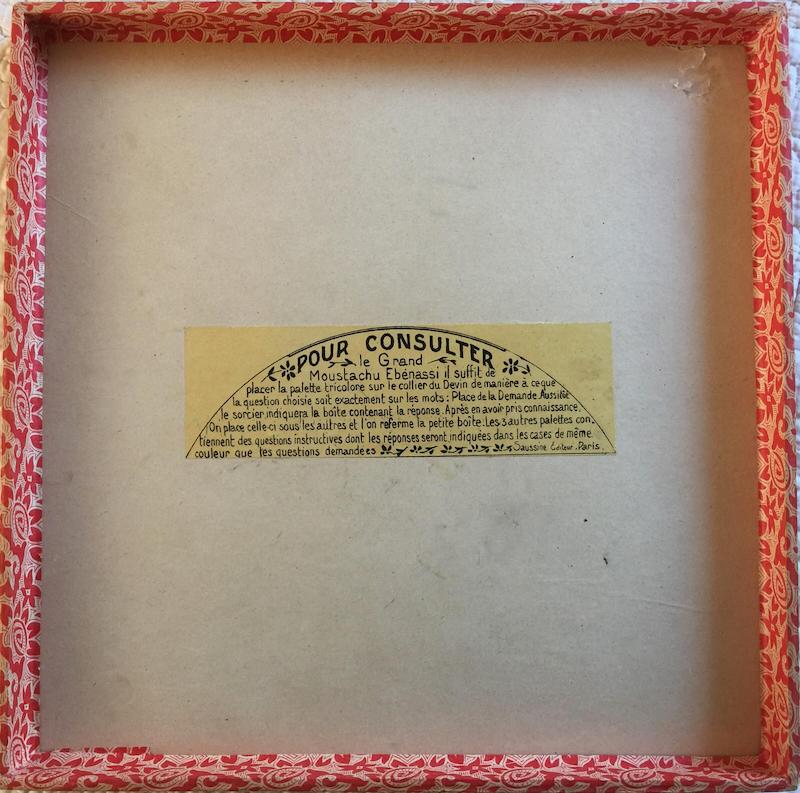 POUR CONSULTER
le Grand
Moustachu Ebénassi il suffit de
placer la palette tricolore sur le collier du Devin de manière à ce que
la question choisie soit exactement sur les mots: Place de la Demande. Aussitôt
le sorcier indiquera la boîte contenant la réponse. Après en avoir pris connaissance.
On place celle-ci sous les autres et l'on referme la petite boîte. Les 3 autres palettes con.
tiennent des questions instructives dont les réponses seront indiquées dans les cases de même
couleur que les questions demandées Saussine Editeur. Paris.